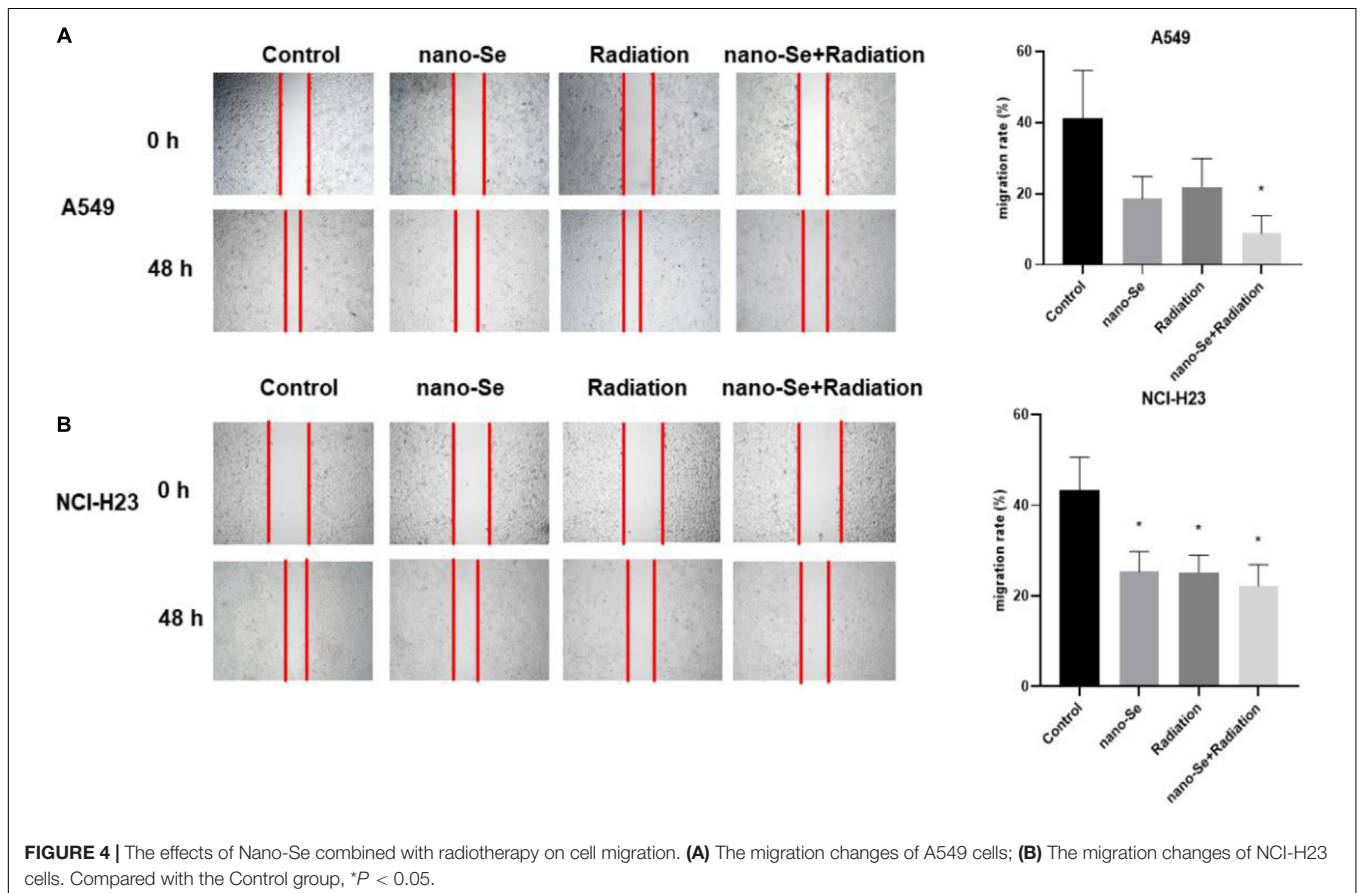 A
Control nano-Se Radiation nano-Se+Radiation
0 h
A549
48 h
A549
migration rate (%)
60
40
20
0
*
Control
nano-Se
Radiation
nano-Se+Radiation
B
Control nano-Se Radiation nano-Se+Radiation
NCI-H23 0 h
48 h
NCI-H23
migration rate (%)
60
40
20
0
* * *
Control
nano-Se
Radiation
nano-Se+Radiation
FIGURE 4 | The effects of Nano-Se combined with radiotherapy on cell migration. (A) The migration changes of A549 cells; (B) The migration changes of NCI-H23
cells. Compared with the Control group, *P < 0.05.